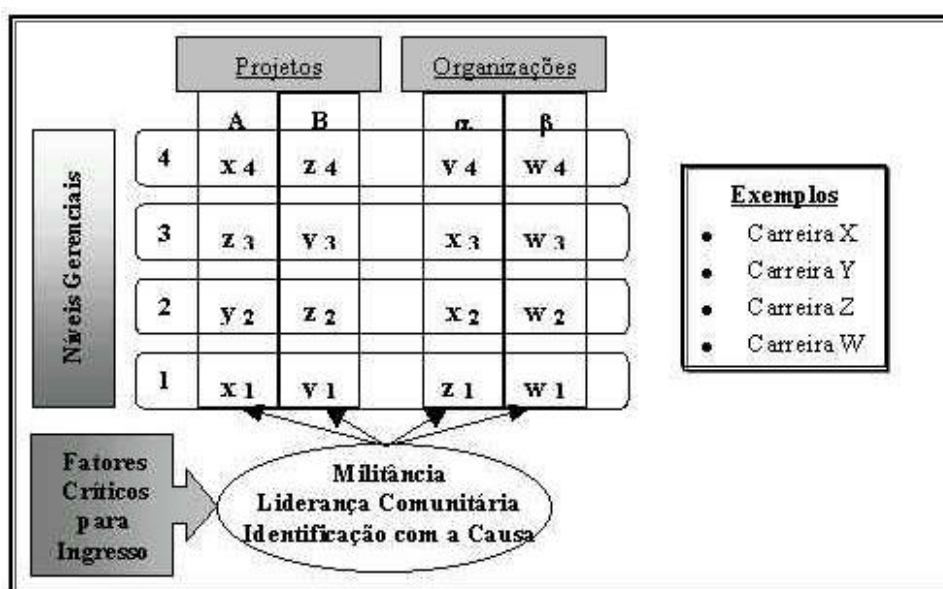 Projetos
Organizações
A B α β
4 x 4 z 4 v 4 w 4
3 z 3 v 3 x 3 w 3
2 y 2 z 2 x 2 w 2
1 x 1 v 1 z 1 w 1
Níveis Gerenciais
Exemplos
• Carreira X
• Carreira Y
• Carreira Z
• Carreira W
Fatores
Críticos
para
Ingresso
Militância
Liderança Comunitária
Identificação com a Causa